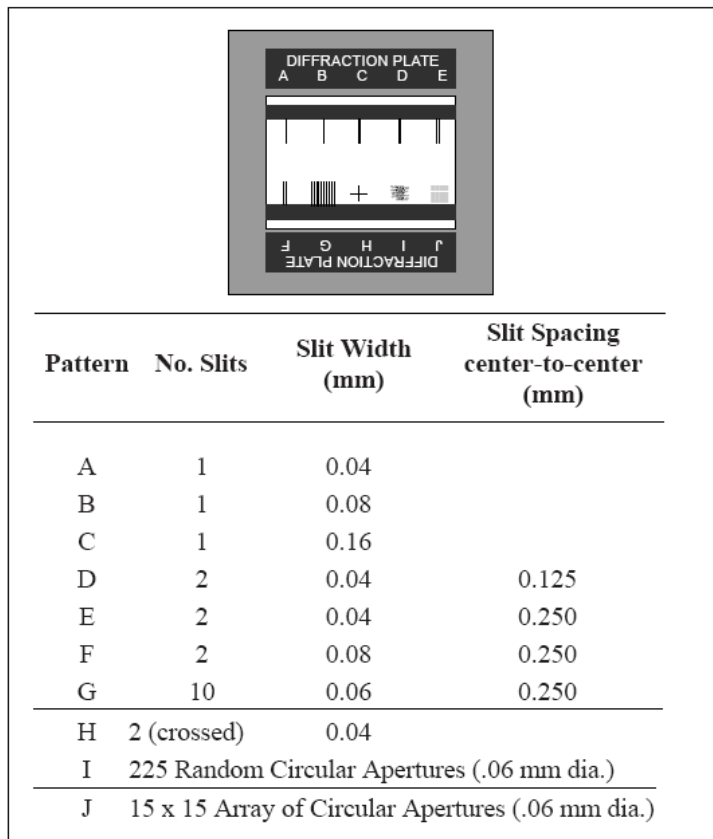 DIFFRACTION PLATE
A B C D E
F G H I J
DIFFRACTION PLATE
Pattern No. Slits Slit Width (mm) Slit Spacing center-to-center (mm)
A 1 0.04
B 1 0.08
C 1 0.16
D 2 0.04 0.125
E 2 0.04 0.250
F 2 0.08 0.250
G 10 0.06 0.250
H 2 (crossed) 0.04
I 225 Random Circular Apertures (.06 mm dia.)
J 15 x 15 Array of Circular Apertures (.06 mm dia.)